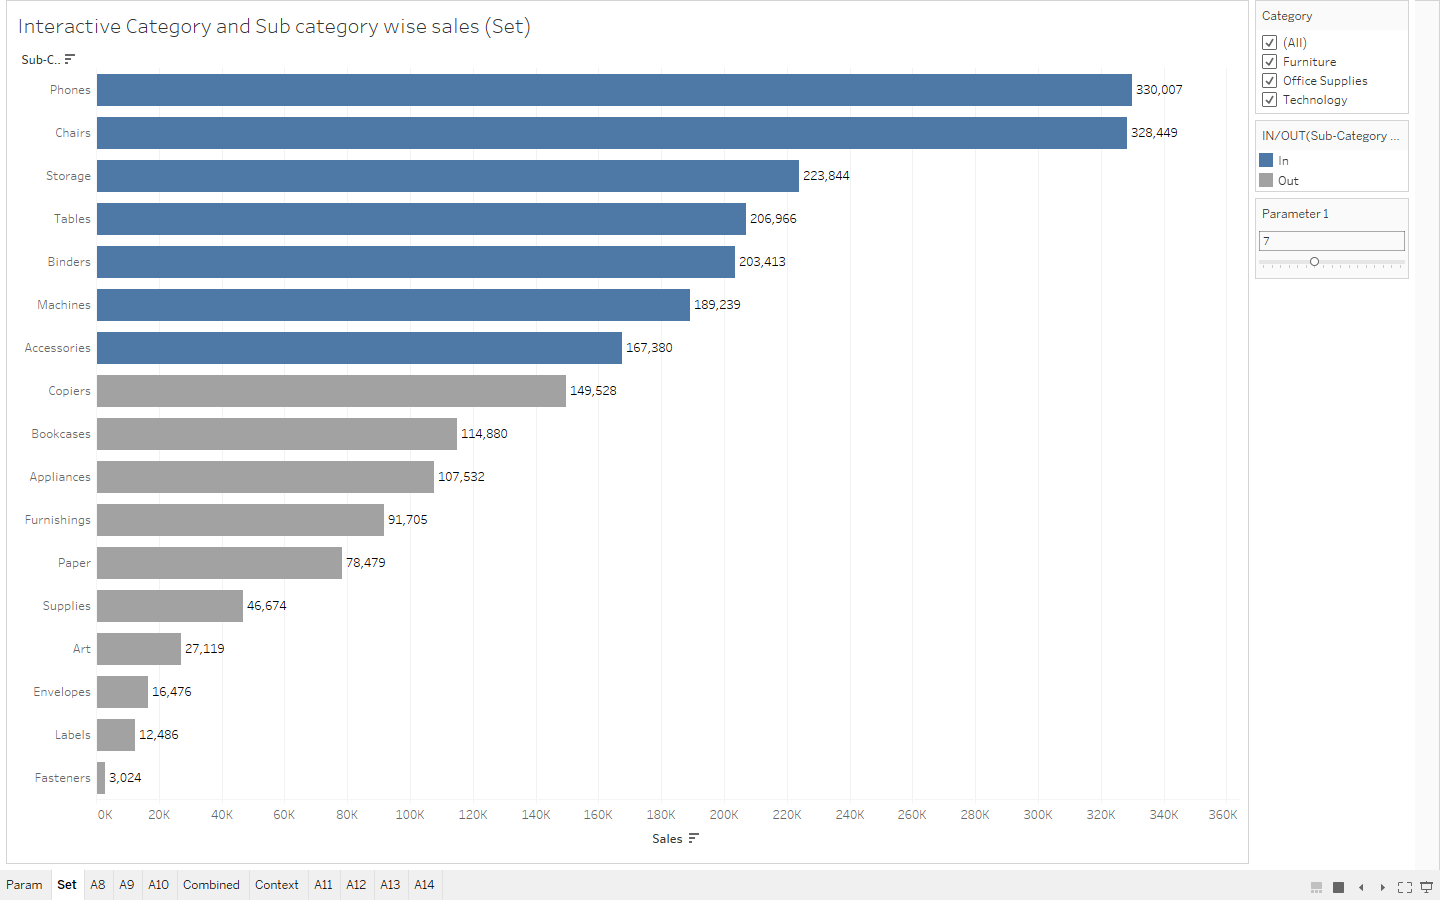 Interactive Category and Sub category wise sales (Set)
Sub-C..
Phones 330,007
Chairs 328,449
Storage 223,844
Tables 206,966
Binders 203,413
Machines 189,239
Accessories 167,380
Copiers 149,528
Bookcases 114,880
Appliances 107,532
Furnishings 91,705
Paper 78,479
Supplies 46,674
Art 27,119
Envelopes 16,476
Labels 12,486
Fasteners 3,024
0K 20K 40K 60K 80K 100K 120K 140K 160K 180K 200K 220K 240K 260K 280K 300K 320K 340K 360K
Sales
Category
(All)
Furniture
Office Supplies
Technology
IN/OUT(Sub-Category ...
In
Out
Parameter 1
7
Param Set A8 A9 A10 Combined Context A11 A12 A13 A14